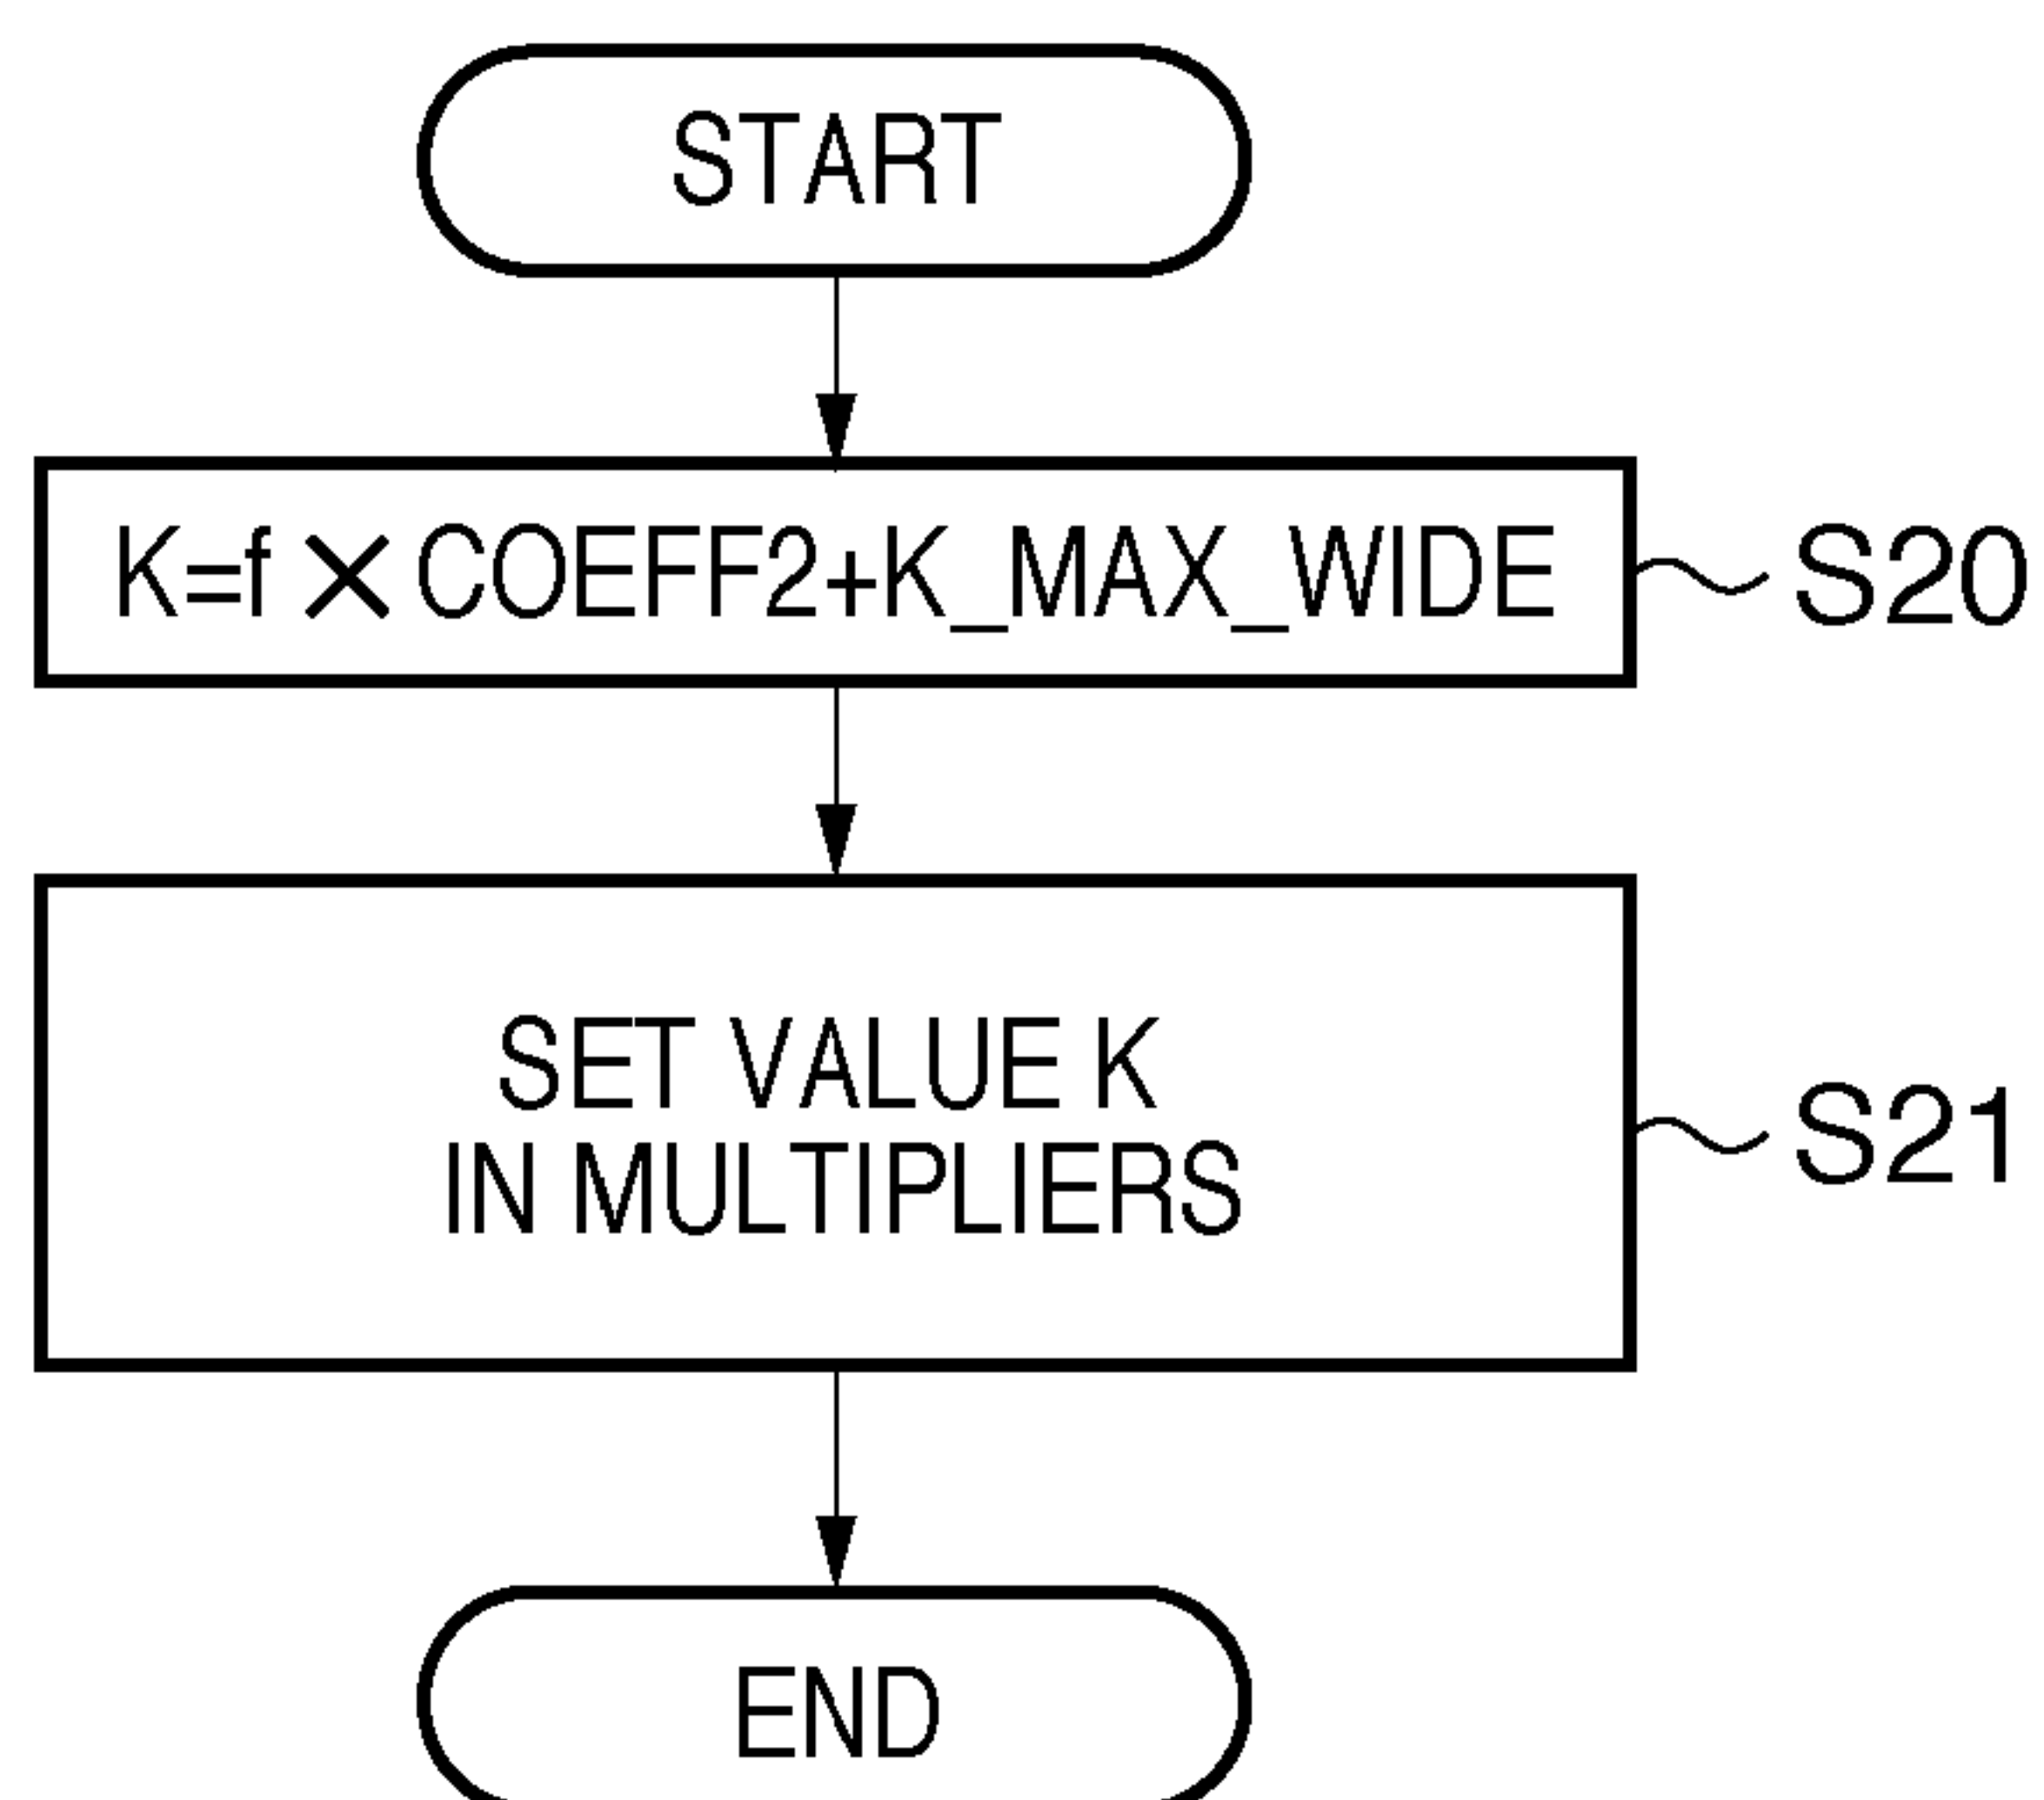 START
K=f×COEFF2+K_MAX_WIDE
S20
SET VALUE K
IN MULTIPLIERS
S21
END